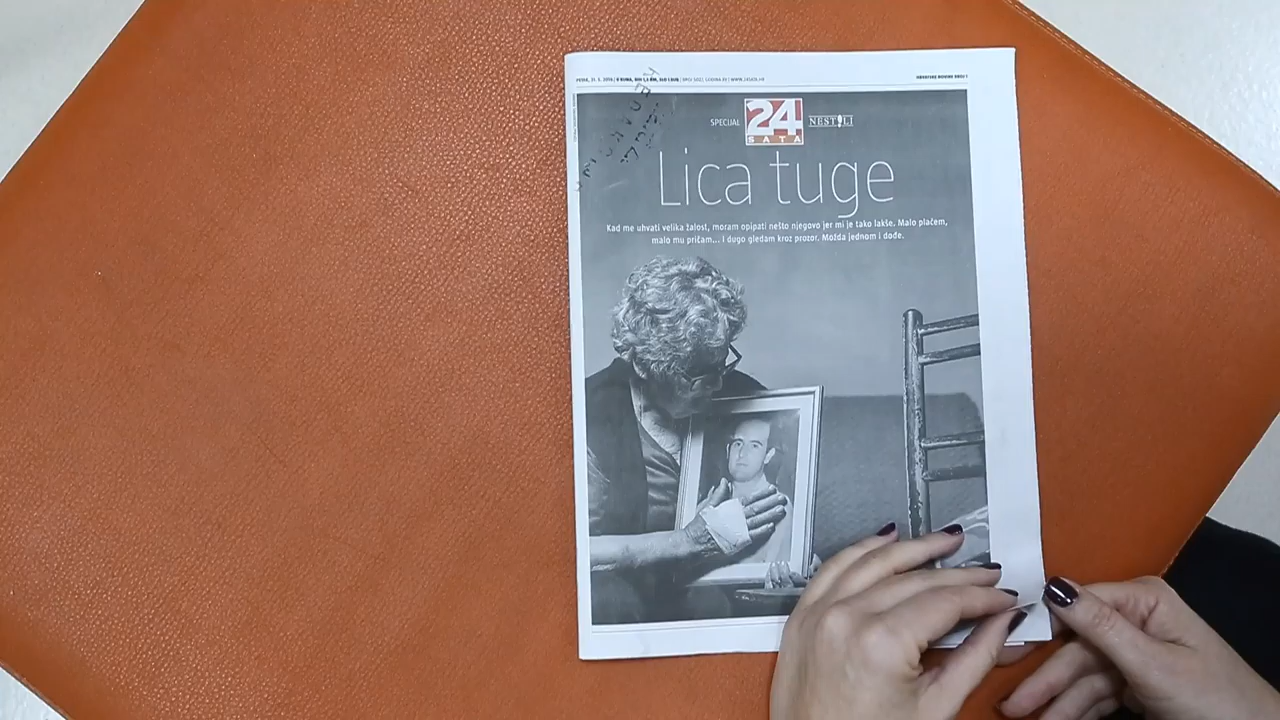 SPECIJAL
24
SATA
NESTALI
Lica tuge
Kad me uhvati velika žalost, moram opipati nešto njegovo jer mi je tako lakše. Malo plačem,
malo mu pričam... I dugo gledam kroz prozor. Možda jednom i dođe.